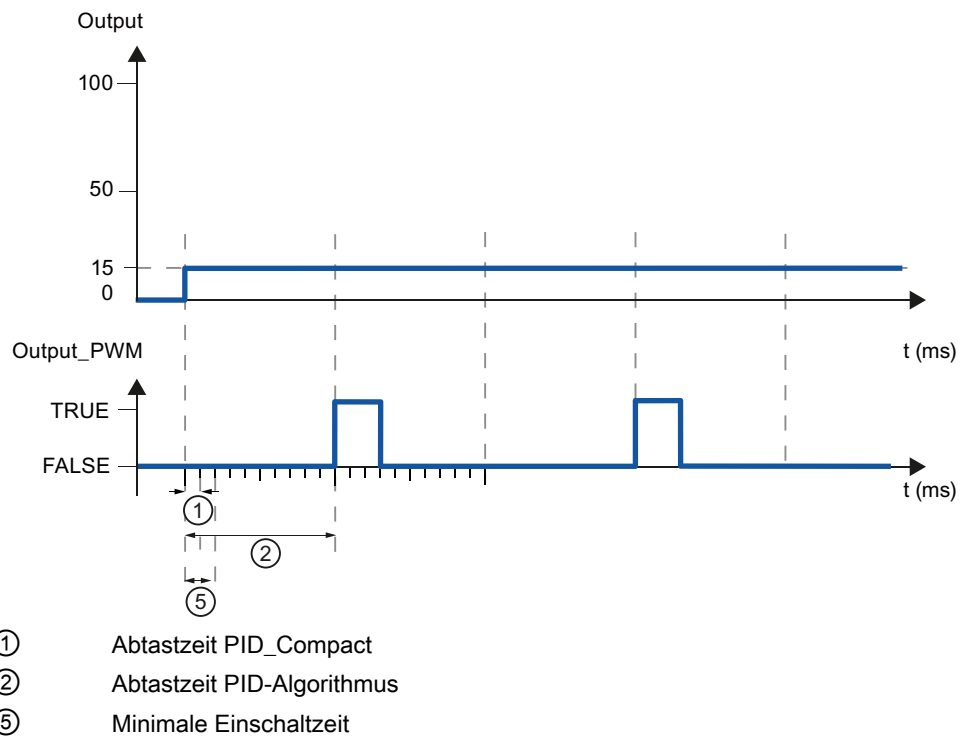 Output
100
50
15
0
Output_PWM
t (ms)
TRUE
FALSE
t (ms)
①
②
⑤
① Abtastzeit PID_Compact
② Abtastzeit PID-Algorithmus
⑤ Minimale Einschaltzeit